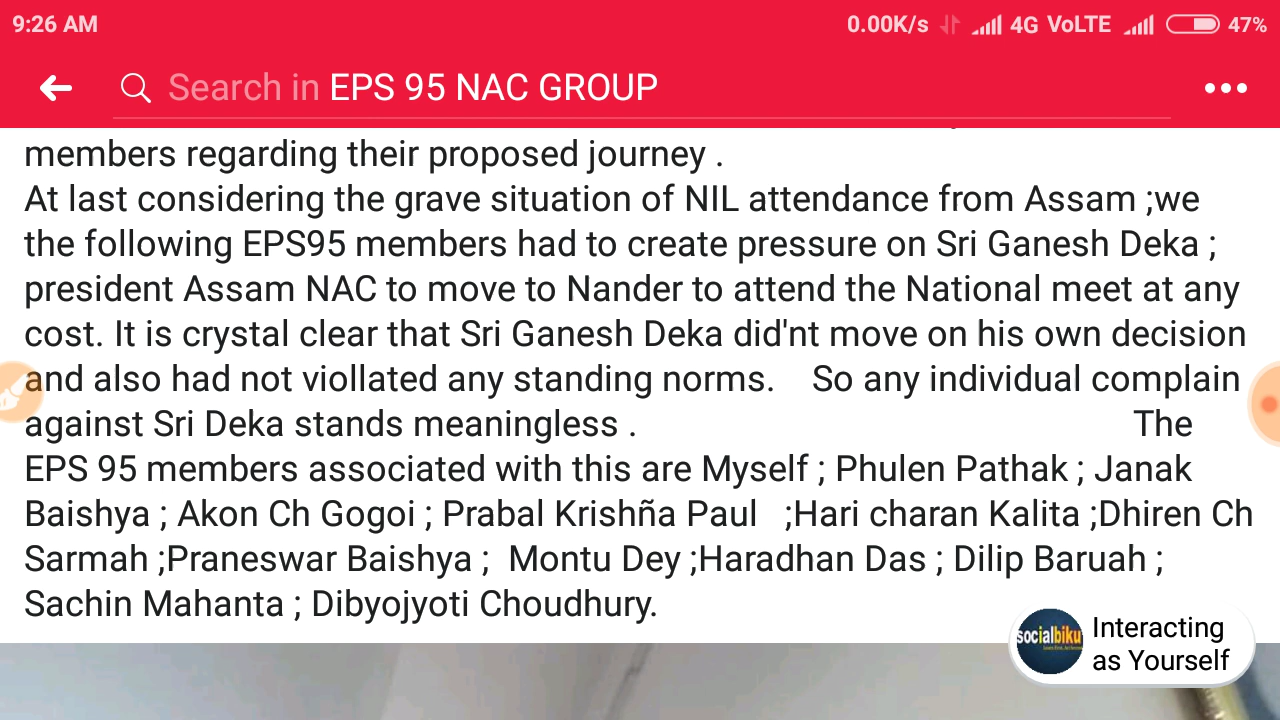 9:26 AM
0.00K/s 4G VoLTE 47%
Search in EPS 95 NAC GROUP
members regarding their proposed journey .
At last considering the grave situation of NIL attendance from Assam ;we
the following EPS95 members had to create pressure on Sri Ganesh Deka ;
president Assam NAC to move to Nander to attend the National meet at any
cost. It is crystal clear that Sri Ganesh Deka did'nt move on his own decision
and also had not viollated any standing norms. So any individual complain
against Sri Deka stands meaningless . The
EPS 95 members associated with this are Myself ; Phulen Pathak ; Janak
Baishya ; Akon Ch Gogoi ; Prabal Krishña Paul ;Hari charan Kalita ;Dhiren Ch
Sarmah ;Praneswar Baishya ; Montu Dey ;Haradhan Das ; Dilip Baruah ;
Sachin Mahanta ; Dibyojyoti Choudhury.
socialbiku
Interacting
as Yourself